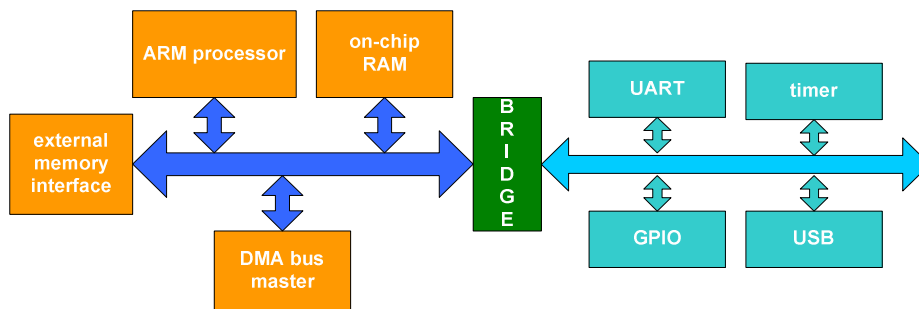 ARM processor
on-chip
RAM
external
memory
interface
DMA bus
master
B
R
I
D
G
E
UART
timer
GPIO
USB